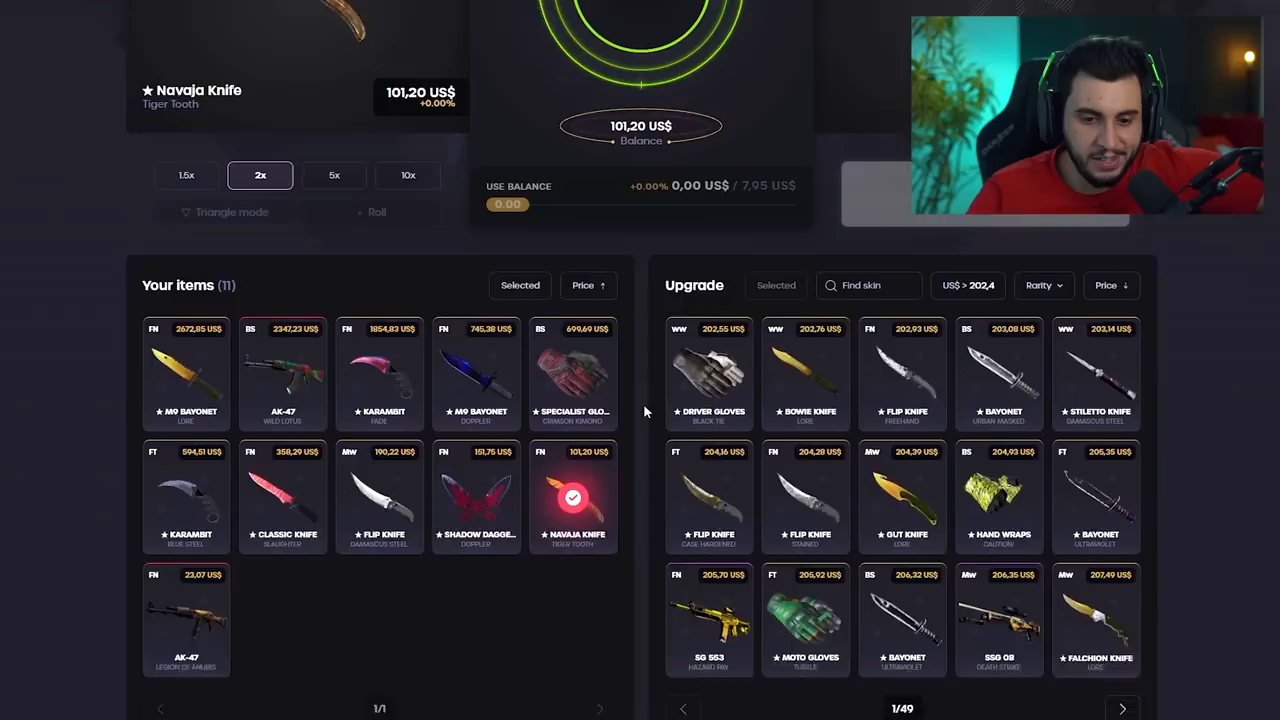 ★ Navaja Knife
Tiger Tooth
101,20 US$
+0.00%
101,20 US$
Balance
1.5x
2x
5x
10x
▽ Triangle mode
↓ Roll
USE BALANCE
+0.00% 0,00 US$ / 7,95 US$
0.00
Your items (11)
Selected
Price ↑
FN 2672,85 US$
★ M9 BAYONET
LORE
BS 2347,23 US$
AK-47
WILD LOTUS
FN 1854,83 US$
★ KARAMBIT
FADE
FN 745,38 US$
★ M9 BAYONET
DOPPLER
BS 699,69 US$
★ SPECIALIST GLO...
CRIMSON KIMONO
FT 594,51 US$
★ KARAMBIT
BLUE STEEL
FN 358,29 US$
★ CLASSIC KNIFE
SLAUGHTER
MW 190,22 US$
★ FLIP KNIFE
DAMASCUS STEEL
FN 151,75 US$
★ SHADOW DAGGE...
DOPPLER
FN 101,20 US$
★ NAVAJA KNIFE
TIGER TOOTH
FN 23,07 US$
AK-47
LEGION OF ANUBIS
1/1
Upgrade
Selected
Find skin
US$ > 202,4
Rarity
Price ↓
WW 202,55 US$
★ DRIVER GLOVES
BLACK TIE
WW 202,76 US$
★ BOWIE KNIFE
LORE
FN 202,93 US$
★ FLIP KNIFE
FREEHAND
BS 203,08 US$
★ BAYONET
URBAN MASKED
WW 203,14 US$
★ STILETTO KNIFE
DAMASCUS STEEL
FT 204,16 US$
★ FLIP KNIFE
CASE HARDENED
FN 204,28 US$
★ FLIP KNIFE
STAINED
MW 204,39 US$
★ GUT KNIFE
LORE
BS 204,93 US$
★ HAND WRAPS
CAUTION!
FT 205,35 US$
★ BAYONET
ULTRAVIOLET
FN 205,70 US$
SG 553
HAZARD PAY
FT 205,92 US$
★ MOTO GLOVES
TURTLE
BS 206,32 US$
★ BAYONET
ULTRAVIOLET
MW 206,35 US$
SSG 08
DEATH STRIKE
MW 207,49 US$
★ FALCHION KNIFE
LORE
1/49